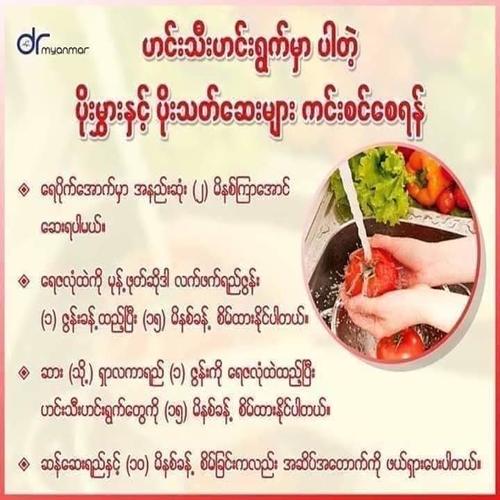 dr myanmar
ဟင်းသီးဟင်းရွက်မှာ ပါတဲ့
ပိုးမွှားနှင့် ပိုးသတ်ဆေးများ ကင်းစင်စေရန်
ရေပိုက်အောက်မှာ အနည်းဆုံး (၂) မိနစ်ကြာအောင်
ဆေးရပါမယ်။
ရေဇလုံထဲကို မုန့်ဖုတ်ဆိုဒါ လက်ဖက်ရည်ဇွန်း
(၁) ဇွန်းခန့်ထည့်ပြီး (၁၅) မိနစ်ခန့် စိမ်ထားနိုင်ပါတယ်။
ဆား (သို့) ရှာလကာရည် (၁) ဇွန်းကို ရေဇလုံထဲထည့်ပြီး
ဟင်းသီးဟင်းရွက်တွေကို (၁၅) မိနစ်ခန့် စိမ်ထားနိုင်ပါတယ်။
ဆန်ဆေးရည်နှင့် (၁၀) မိနစ်ခန့် စိမ်ခြင်းကလည်း အဆိပ်အတောက်ကို ဖယ်ရှားပေးပါတယ်။